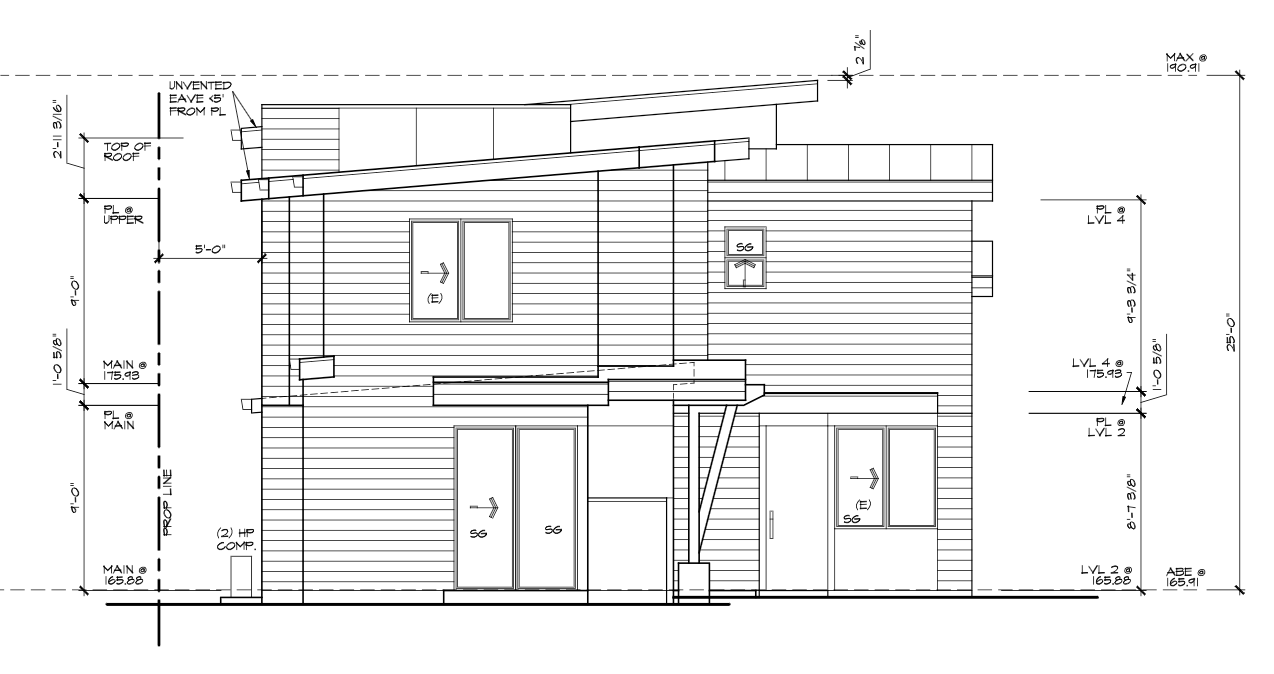 2 7/8"
MAX @
190.91
UNVENTED
EAVE <5'
FROM PL
2'-11 3/16"
TOP OF
ROOF
PL @
UPPER
PL @
LVL 4
5'-0"
SG
(E)
9'-0"
9'-3 3/4"
25'-0"
1'-0 5/8"
MAIN @
175.93
LVL 4 @
175.93
1'-0 5/8"
PL @
MAIN
PL @
LVL 2
9'-0"
PROP LINE
8'-7 3/8"
(E)
SG
SG
SG
(2) HP
COMP.
MAIN @
165.88
LVL 2 @
165.88
ABE @
165.91